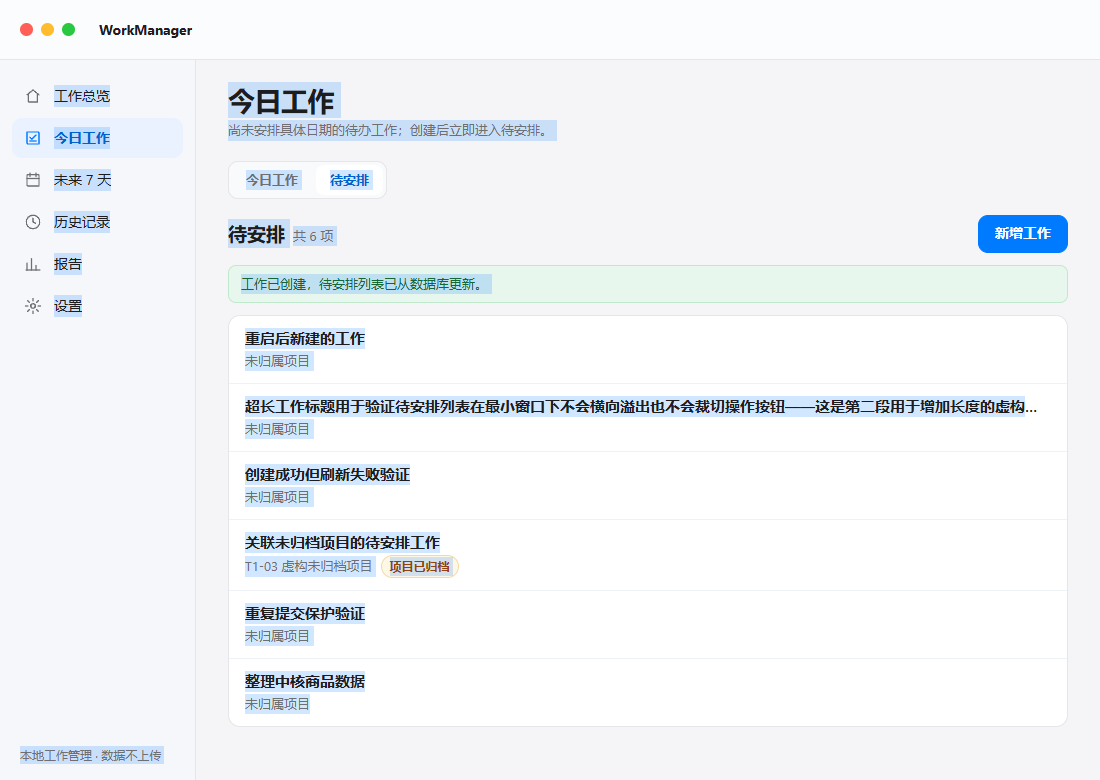 WorkManager
工作总览
今日工作
未来 7 天
历史记录
报告
设置
本地工作管理 · 数据不上传
今日工作
尚未安排具体日期的待办工作；创建后立即进入待安排。
今日工作 待安排
待安排 共 6 项
新增工作
工作已创建，待安排列表已从数据库更新。
重启后新建的工作
未归属项目
超长工作标题用于验证待安排列表在最小窗口下不会横向溢出也不会裁切操作按钮——这是第二段用于增加长度的虚构...
未归属项目
创建成功但刷新失败验证
未归属项目
关联未归档项目的待安排工作
T1-03 虚构未归档项目 项目已归档
重复提交保护验证
未归属项目
整理中核商品数据
未归属项目